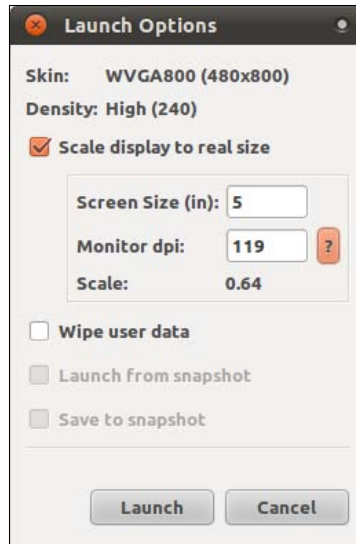 Launch Options
Skin: WVGA800 (480x800)
Density: High (240)
Scale display to real size
Screen Size (in): 5
Monitor dpi: 119 ?
Scale: 0.64
Wipe user data
Launch from snapshot
Save to snapshot
Launch Cancel